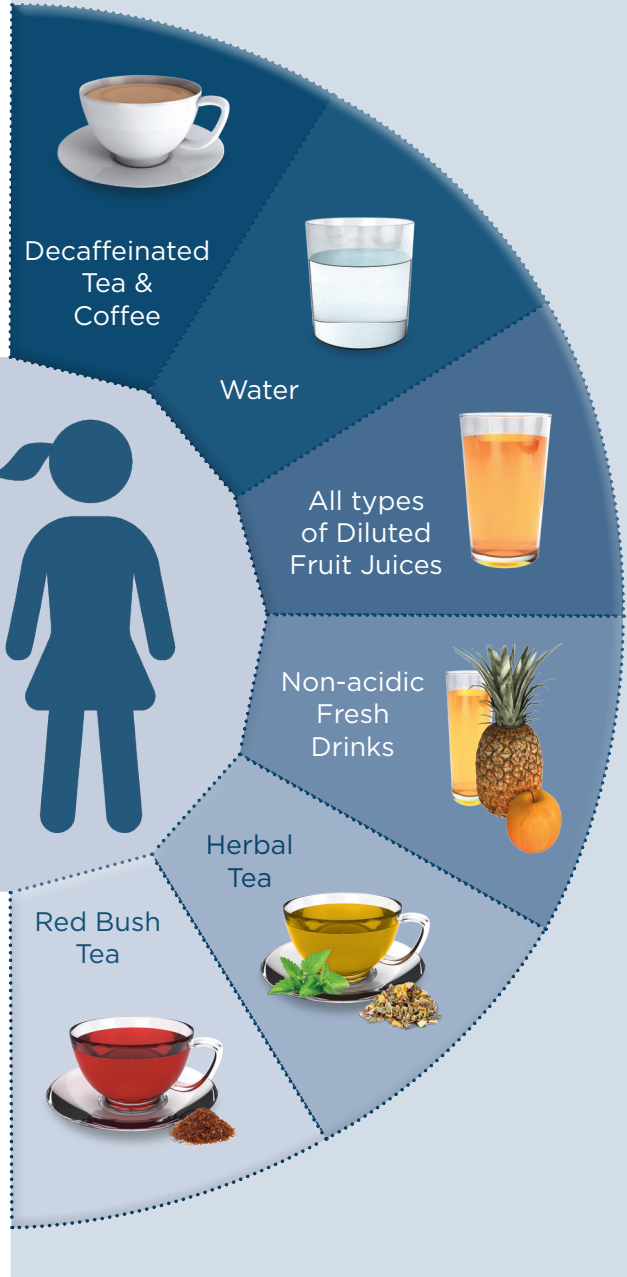 Decaffeinated
Tea &
Coffee
Water
All types
of Diluted
Fruit Juices
Non-acidic
Fresh
Drinks
Herbal
Tea
Red Bush
Tea